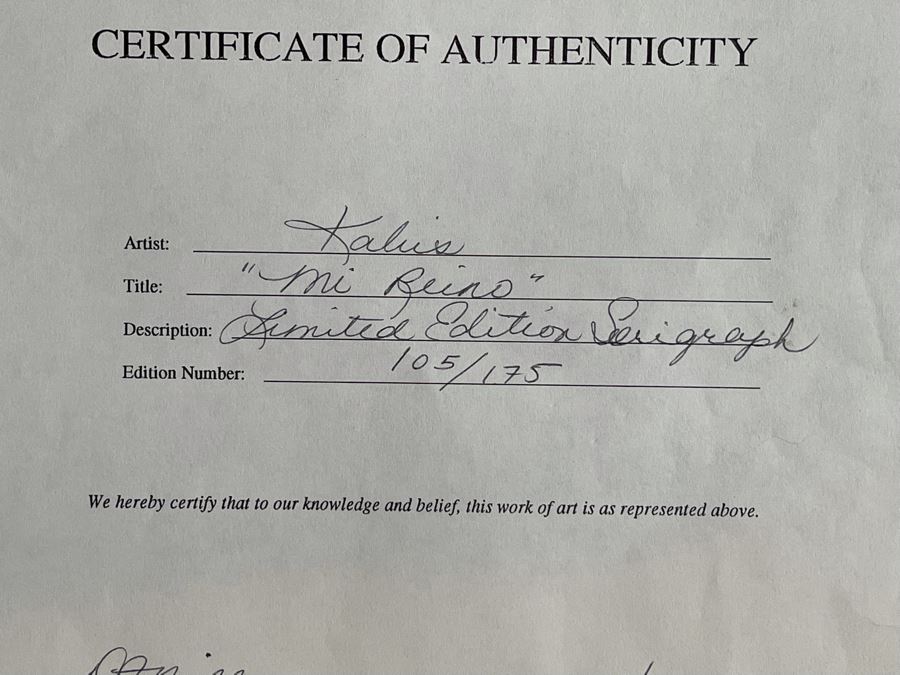 CERTIFICATE OF AUTHENTICITY
Artist: Kalus
Title: "Mi Reino"
Description: Limited Edition Serigraph
Edition Number: 105/175
We hereby certify that to our knowledge and belief, this work of art is as represented above.